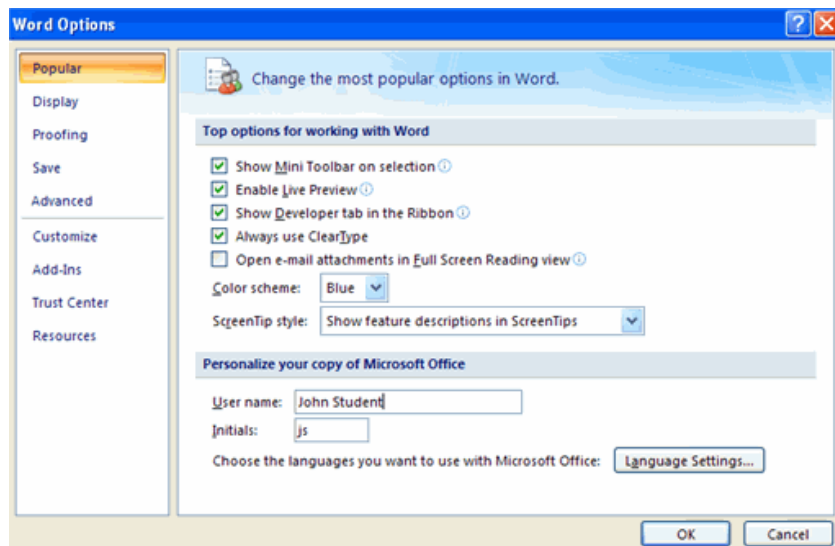 Word Options
Popular
Display
Proofing
Save
Advanced
Customize
Add-Ins
Trust Center
Resources
Change the most popular options in Word.
Top options for working with Word
Show Mini Toolbar on selection
Enable Live Preview
Show Developer tab in the Ribbon
Always use ClearType
Open e-mail attachments in Full Screen Reading view
Color scheme: Blue
ScreenTip style: Show feature descriptions in ScreenTips
Personalize your copy of Microsoft Office
User name: John Student
Initials: js
Choose the languages you want to use with Microsoft Office: Language Settings...
OK Cancel